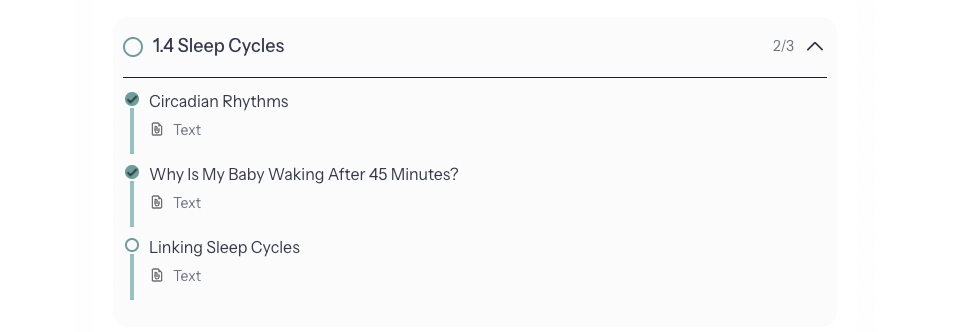 1.4 Sleep Cycles 2/3
Circadian Rhythms
Text
Why Is My Baby Waking After 45 Minutes?
Text
Linking Sleep Cycles
Text